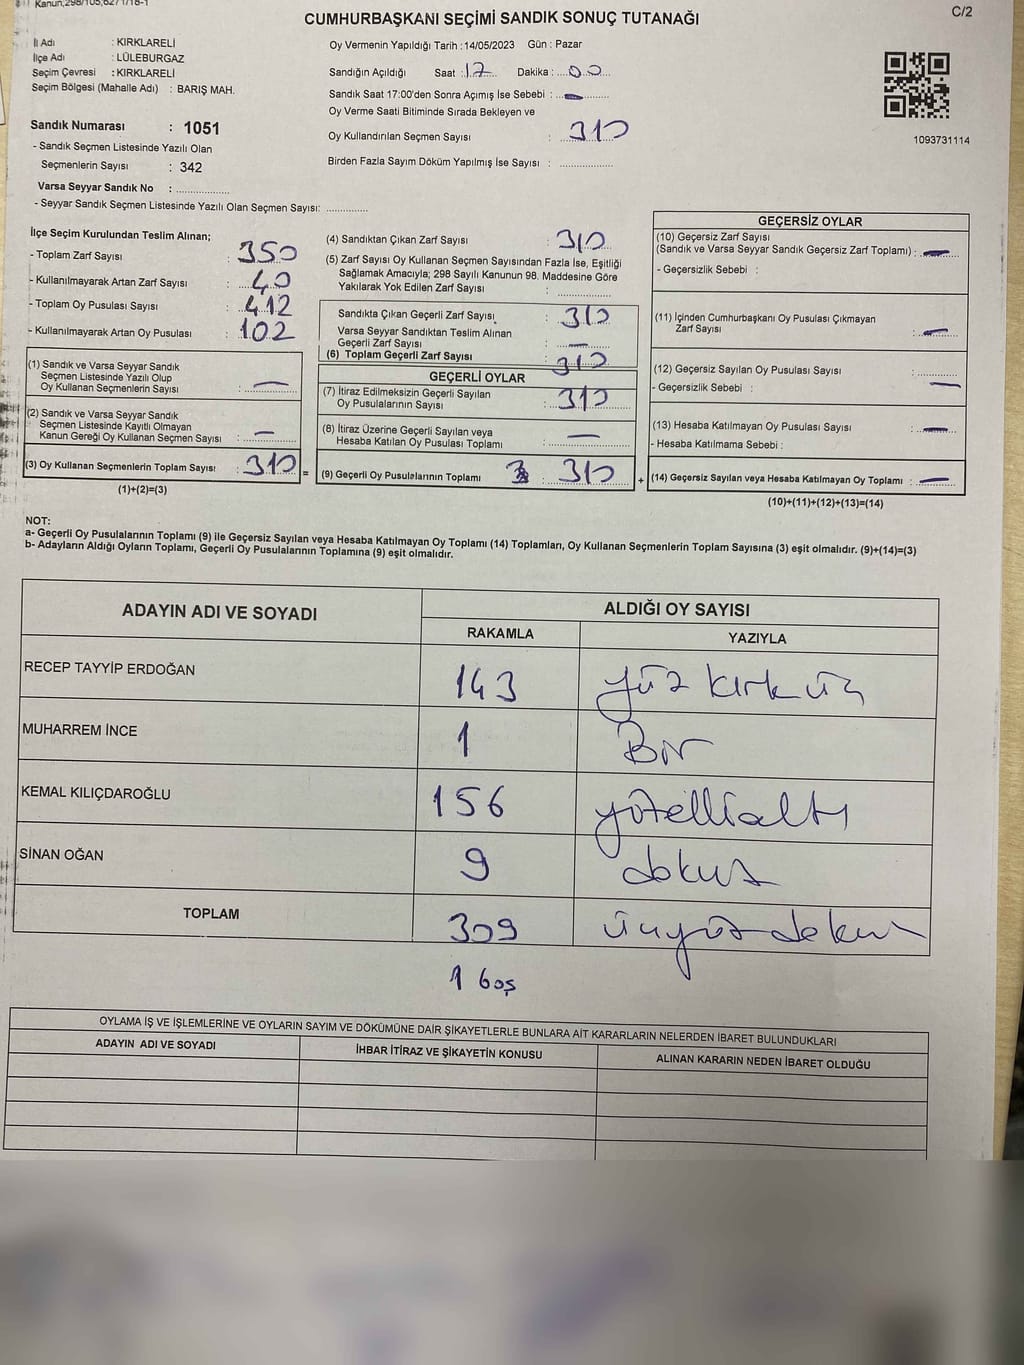 CUMHURBAŞKANI SEÇİMİ SANDIK SONUÇ TUTANAĞI
C/2
İl Adı : KIRKLARELİ
İlçe Adı : LÜLEBURGAZ
Seçim Çevresi : KIRKLARELİ
Seçim Bölgesi (Mahalle Adı) : BARIŞ MAH.
Sandık Numarası : 1051
- Sandık Seçmen Listesinde Yazılı Olan
Seçmenlerin Sayısı : 342
Varsa Seyyar Sandık No : ..............
- Seyyar Sandık Seçmen Listesinde Yazılı Olan Seçmen Sayısı: ..............
Oy Vermenin Yapıldığı Tarih :14/05/2023 Gün : Pazar
Sandığın Açıldığı Saat : 17 Dakika : 00
Sandık Saat 17:00'den Sonra Açımış İse Sebebi : —
Oy Verme Saati Bitiminde Sırada Bekleyen ve
Oy Kullandırılan Seçmen Sayısı : 310
Birden Fazla Sayım Döküm Yapılmış İse Sayısı : ..............
1093731114
İlçe Seçim Kurulundan Teslim Alınan;
- Toplam Zarf Sayısı : 350
- Kullanılmayarak Artan Zarf Sayısı : 40
- Toplam Oy Pusulası Sayısı : 412
- Kullanılmayarak Artan Oy Pusulası : 102
(1) Sandık ve Varsa Seyyar Sandık
Seçmen Listesinde Yazılı Olup
Oy Kullanan Seçmenlerin Sayısı : —
(2) Sandık ve Varsa Seyyar Sandık
Seçmen Listesinde Kayıtlı Olmayan
Kanun Gereği Oy Kullanan Seçmen Sayısı : —
(3) Oy Kullanan Seçmenlerin Toplam Sayısı : 310 =
(1)+(2)=(3)
(4) Sandıktan Çıkan Zarf Sayısı : 310
(5) Zarf Sayısı Oy Kullanan Seçmen Sayısından Fazla İse, Eşitliği
Sağlamak Amacıyla; 298 Sayılı Kanunun 98. Maddesine Göre
Yakılarak Yok Edilen Zarf Sayısı : ..............
Sandıkta Çıkan Geçerli Zarf Sayısı : 310
Varsa Seyyar Sandıktan Teslim Alınan
Geçerli Zarf Sayısı : —
(6) Toplam Geçerli Zarf Sayısı : 310
GEÇERLİ OYLAR
(7) İtiraz Edilmeksizin Geçerli Sayılan
Oy Pusulalarının Sayısı : 310
(8) İtiraz Üzerine Geçerli Sayılan veya
Hesaba Katılan Oy Pusulası Toplamı : —
(9) Geçerli Oy Pusulalarının Toplamı : 310 +
GEÇERSİZ OYLAR
(10) Geçersiz Zarf Sayısı
(Sandık ve Varsa Seyyar Sandık Geçersiz Zarf Toplamı) : —
- Geçersizlik Sebebi :
(11) İçinden Cumhurbaşkanı Oy Pusulası Çıkmayan
Zarf Sayısı : —
(12) Geçersiz Sayılan Oy Pusulası Sayısı : ..............
- Geçersizlik Sebebi : —
(13) Hesaba Katılmayan Oy Pusulası Sayısı : —
- Hesaba Katılmama Sebebi :
(14) Geçersiz Sayılan veya Hesaba Katılmayan Oy Toplamı : —
(10)+(11)+(12)+(13)=(14)
NOT:
a- Geçerli Oy Pusulalarının Toplamı (9) ile Geçersiz Sayılan veya Hesaba Katılmayan Oy Toplamı (14) Toplamları, Oy Kullanan Seçmenlerin Toplam Sayısına (3) eşit olmalıdır. (9)+(14)=(3)
b- Adayların Aldığı Oyların Toplamı, Geçerli Oy Pusulalarının Toplamına (9) eşit olmalıdır.
ADAYIN ADI VE SOYADI ALDIĞI OY SAYISI
RAKAMLA YAZIYLA
RECEP TAYYİP ERDOĞAN 143 yüz kırk üç
MUHARREM İNCE 1 Bir
KEMAL KILIÇDAROĞLU 156 yüzellialtı
SİNAN OĞAN 9 dokuz
TOPLAM 309 üçyüz dokuz
1 boş
OYLAMA İŞ VE İŞLEMLERİNE VE OYLARIN SAYIM VE DÖKÜMÜNE DAİR ŞİKAYETLERLE BUNLARA AİT KARARLARIN NELERDEN İBARET BULUNDUKLARI
ADAYIN ADI VE SOYADI İHBAR İTİRAZ VE ŞİKAYETİN KONUSU ALINAN KARARIN NEDEN İBARET OLDUĞU